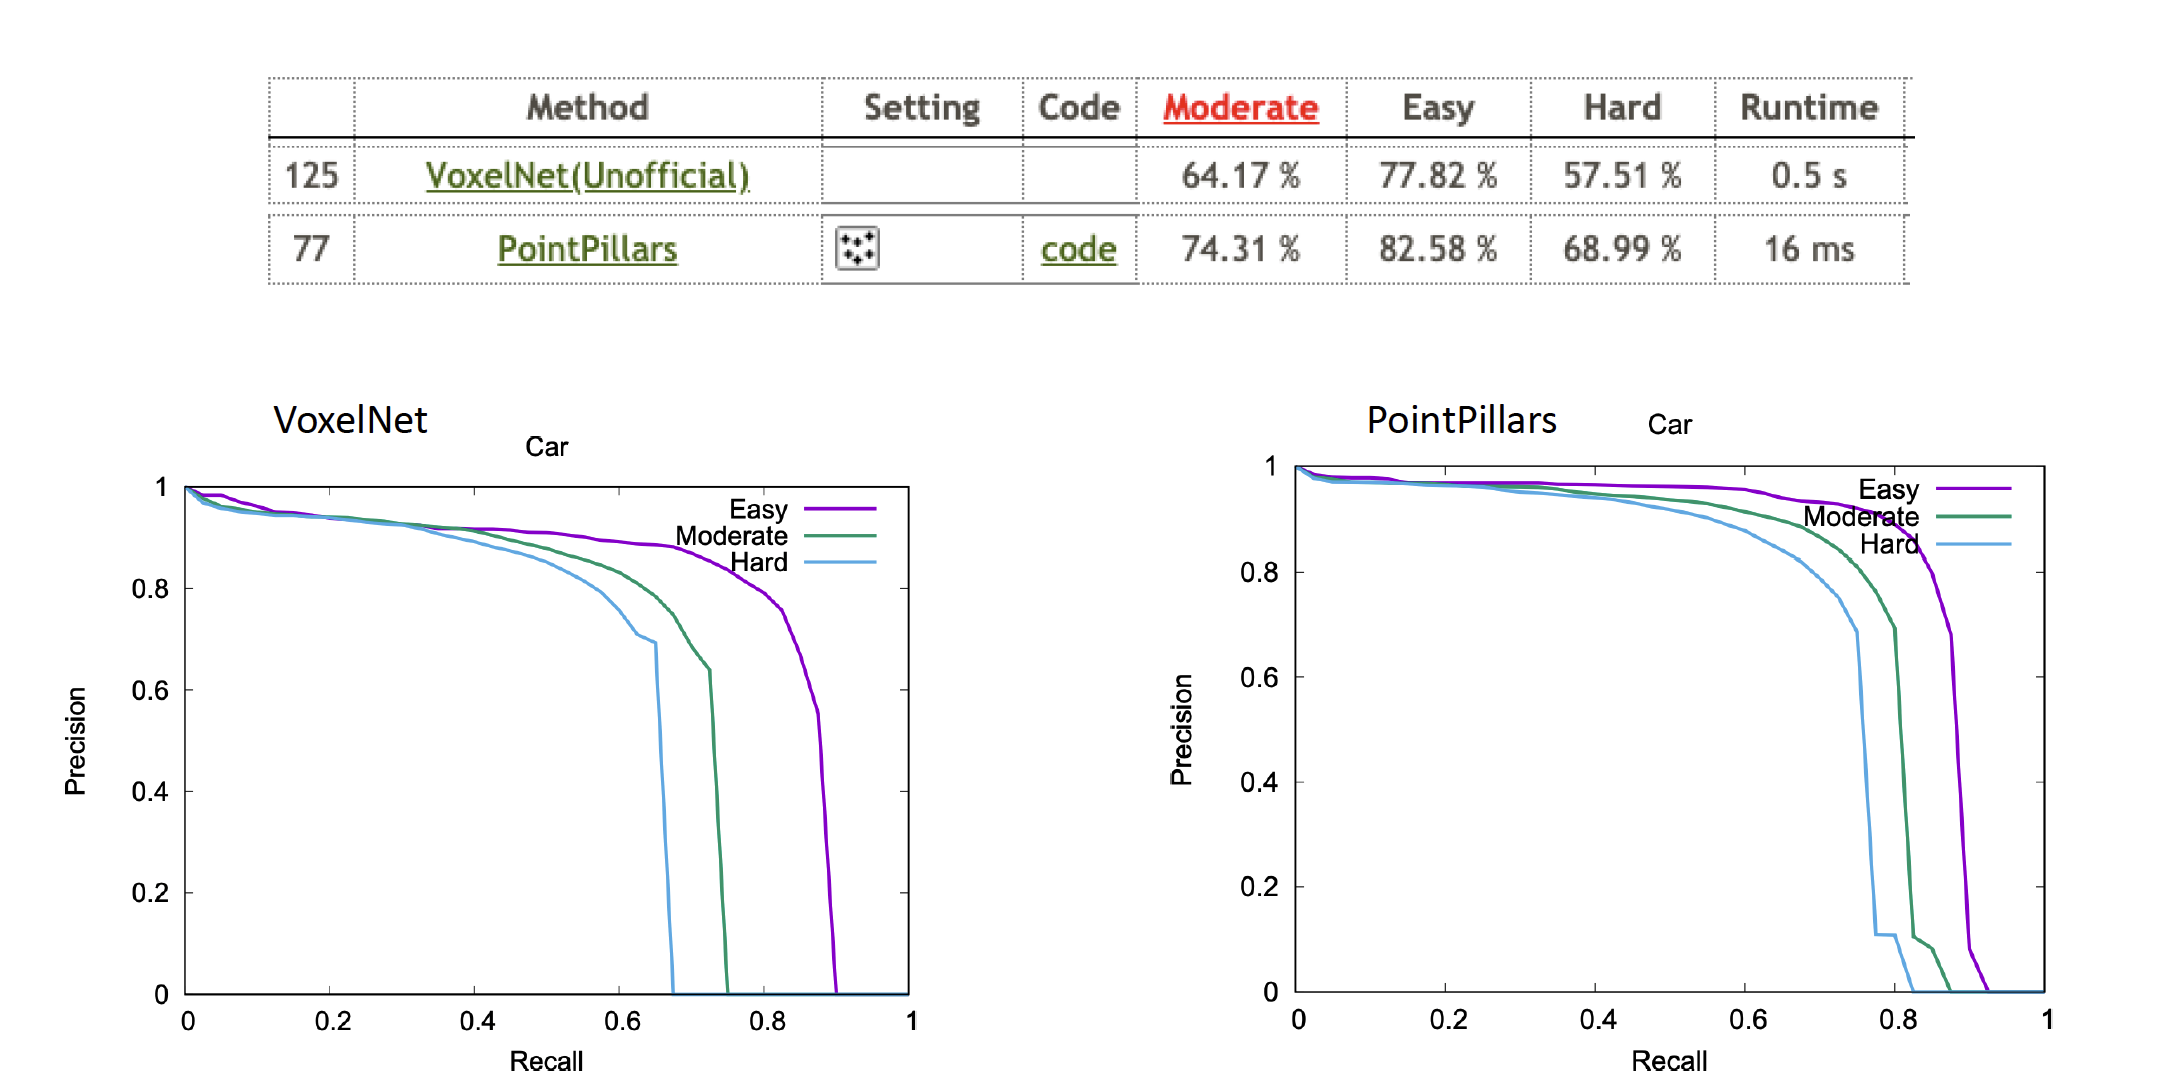 Method Setting Code Moderate Easy Hard Runtime
125 VoxelNet(Unofficial) 64.17 % 77.82 % 57.51 % 0.5 s
77 PointPillars code 74.31 % 82.58 % 68.99 % 16 ms
VoxelNet
Car
1
0.8
0.6
0.4
0.2
0
Precision
Easy
Moderate
Hard
0 0.2 0.4 0.6 0.8 1
Recall
PointPillars
Car
1
0.8
0.6
0.4
0.2
0
Precision
Easy
Moderate
Hard
0 0.2 0.4 0.6 0.8 1
Recall